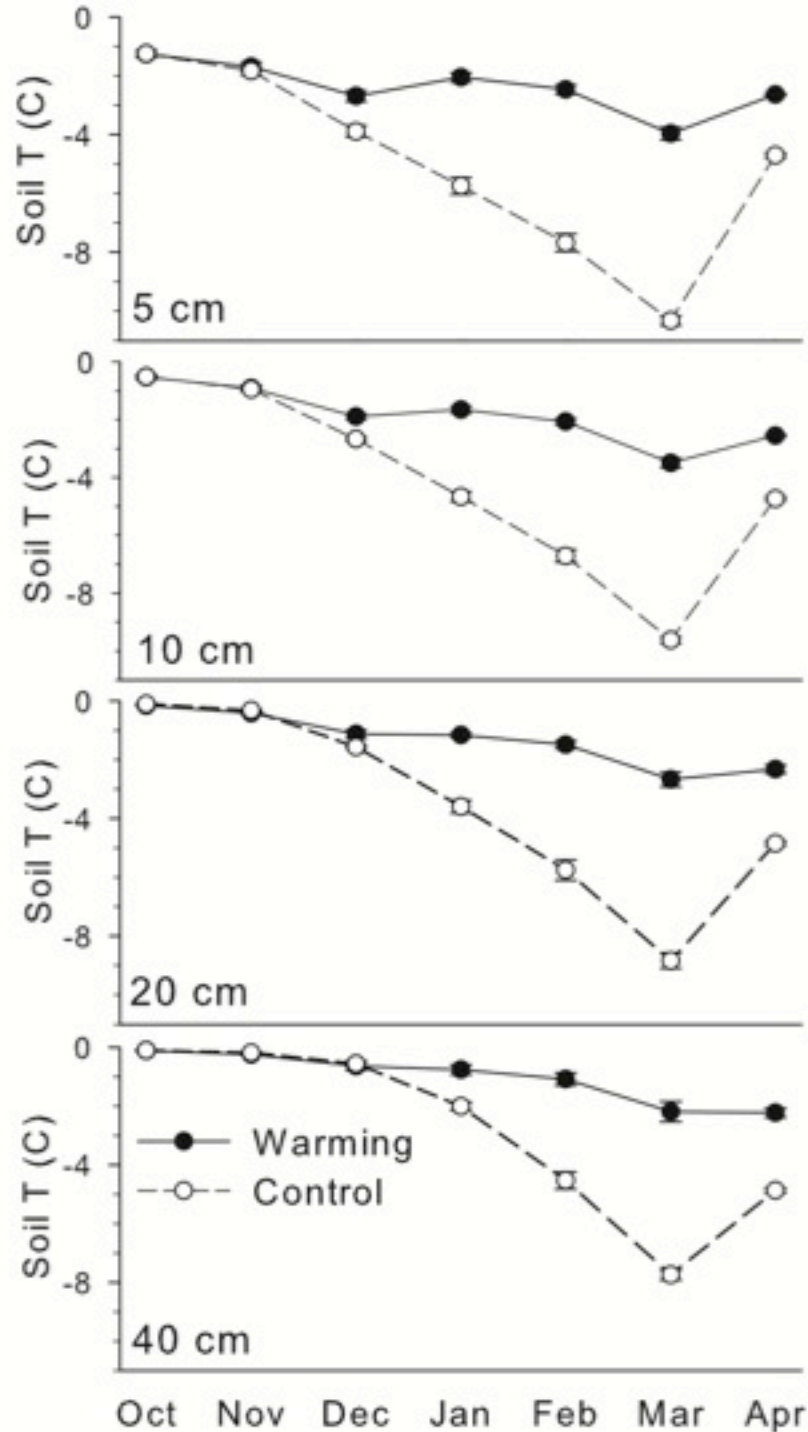 0
-4
-8
Soil T (C)
5 cm
0
-4
-8
Soil T (C)
10 cm
0
-4
-8
Soil T (C)
20 cm
0
-4
-8
Soil T (C)
Warming
Control
40 cm
Oct Nov Dec Jan Feb Mar Apr